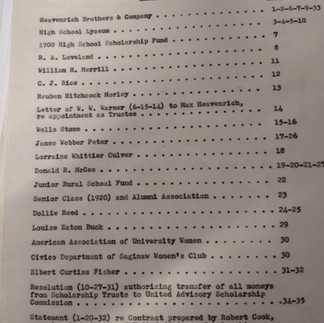 Heavenrich Brothers & Company . . . . . . . . . . . . . 1-2-6-7-9-33
High School Lyceum . . . . . . . . . . . . . . . . . . 3-4-5-10
1900 High School Scholarship Fund . . . . . . . . . . . 7
R. A. Loveland . . . . . . . . . . . . . . . . . . . . 8
William H. Merrill . . . . . . . . . . . . . . . . . . 11
C. J. Rice . . . . . . . . . . . . . . . . . . . . . . 12
Reuben Hitchcock Morley . . . . . . . . . . . . . . . . 13
Letter of W. W. Warner (6-15-14) to Max Heavenrich,
re appointment as Trustee . . . . . . . . . . . . . . . 14
Wells Stone . . . . . . . . . . . . . . . . . . . . . . 15-16
James Webber Peter . . . . . . . . . . . . . . . . . . 17-26
Lorraine Whittier Culver . . . . . . . . . . . . . . . 18
Donald R. McGee . . . . . . . . . . . . . . . . . . . . 19-20-21-27
Junior Rural School Fund . . . . . . . . . . . . . . . 22
Senior Class (1920) and Alumni Association . . . . . . 23
Dollie Reed . . . . . . . . . . . . . . . . . . . . . . 24-25
Louise Eaton Buck . . . . . . . . . . . . . . . . . . . 29
American Association of University Women . . . . . . . 30
Civics Department of Saginaw Women's Club . . . . . . . 30
Elbert Curtiss Fisher . . . . . . . . . . . . . . . . . 31-32
Resolution (10-27-31) authorizing transfer of all moneys
from Scholarship Trusts to United Advisory Scholarship
Commission . . . . . . . . . . . . . . . . . . . . . . 34-35
Statement (1-20-32) re Contract prepared by Robert Cook,